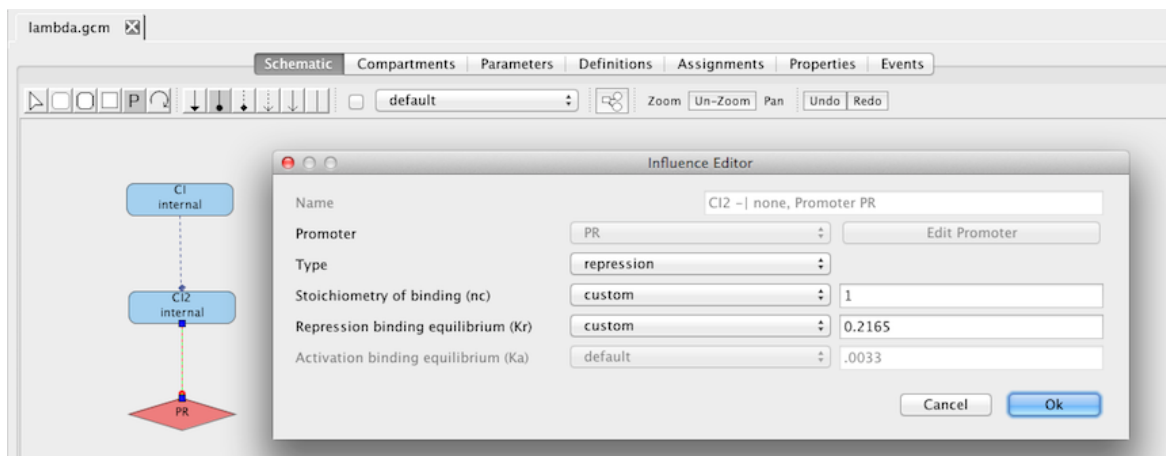 lambda.gcm
Schematic Compartments Parameters Definitions Assignments Properties Events
P default Zoom Un-Zoom Pan Undo Redo
Influence Editor
CI
internal
Name CI2 -| none, Promoter PR
Promoter PR Edit Promoter
Type repression
Stoichiometry of binding (nc) custom 1
CI2
internal
Repression binding equilibrium (Kr) custom 0.2165
Activation binding equilibrium (Ka) default .0033
PR
Cancel Ok